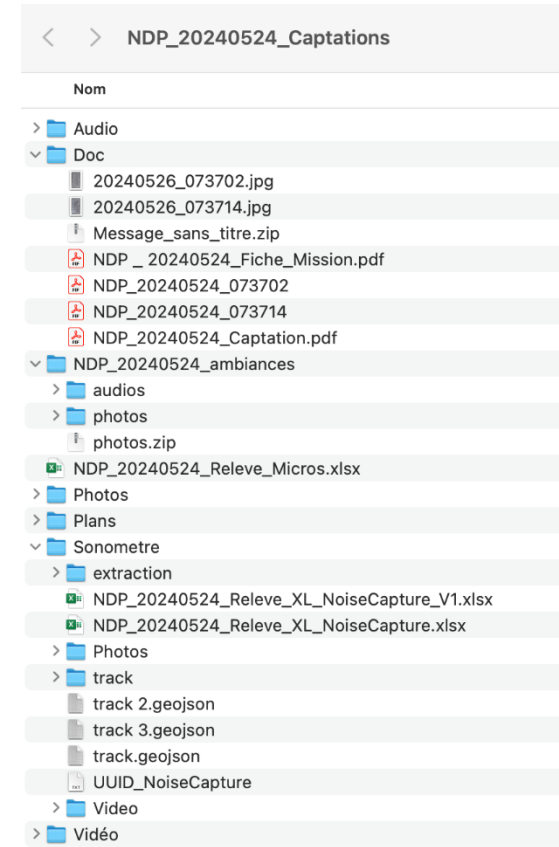 NDP_20240524_Captations
Nom
Audio
Doc
20240526_073702.jpg
20240526_073714.jpg
Message_sans_titre.zip
NDP _ 20240524_Fiche_Mission.pdf
NDP_20240524_073702
NDP_20240524_073714
NDP_20240524_Captation.pdf
NDP_20240524_ambiances
audios
photos
photos.zip
NDP_20240524_Releve_Micros.xlsx
Photos
Plans
Sonometre
extraction
NDP_20240524_Releve_XL_NoiseCapture_V1.xlsx
NDP_20240524_Releve_XL_NoiseCapture.xlsx
Photos
track
track 2.geojson
track 3.geojson
track.geojson
UUID_NoiseCapture
Video
Vidéo